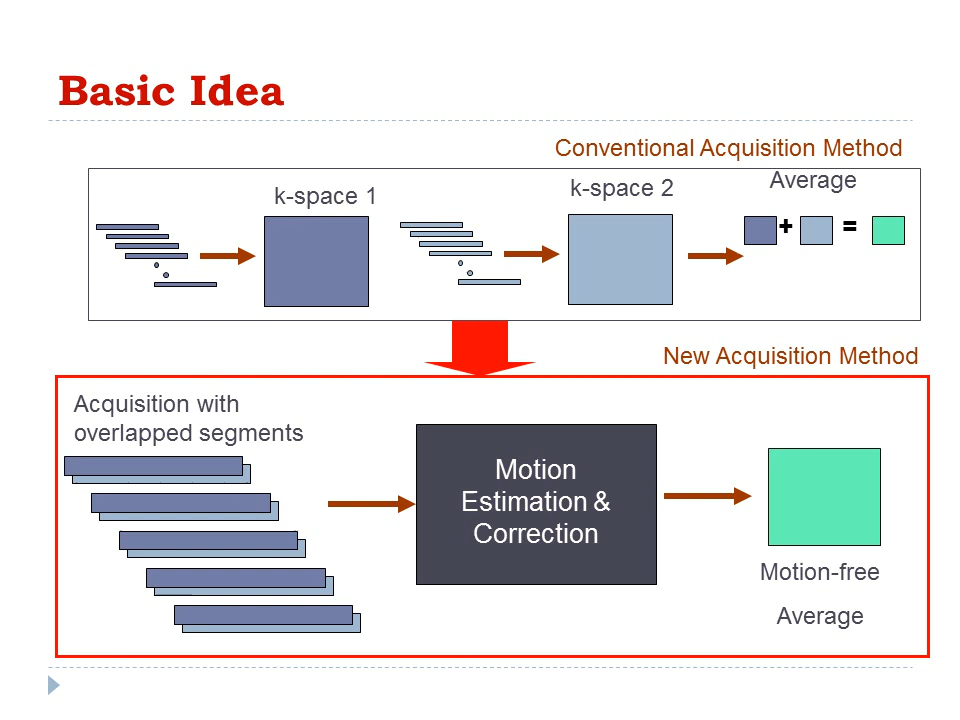 Basic Idea
Conventional Acquisition Method
k-space 1
k-space 2
Average
+ =
New Acquisition Method
Acquisition with
overlapped segments
Motion
Estimation &
Correction
Motion-free
Average